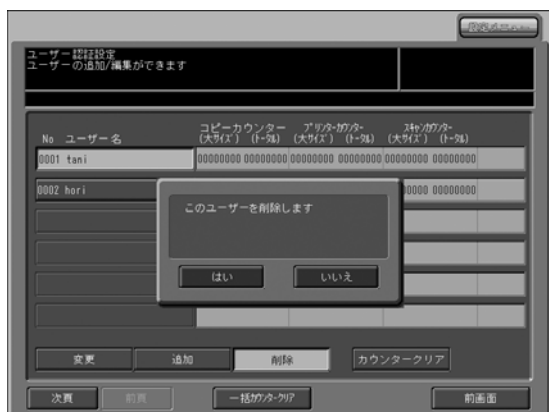 設定メニュー
ユーザー認証設定
ユーザーの追加/編集ができます
コピーカウンター プリンターカウンター スキャンカウンター
No ユーザー名 (大サイズ) (トータル) (大サイズ) (トータル) (大サイズ) (トータル)
0001 tani 00000000 00000000 00000000 00000000 00000000 00000000
0002 hori 00000 00000000
このユーザーを削除します
はい いいえ
変更 追加 削除 カウンタークリア
次頁 前頁 一括カウンタークリア 前画面